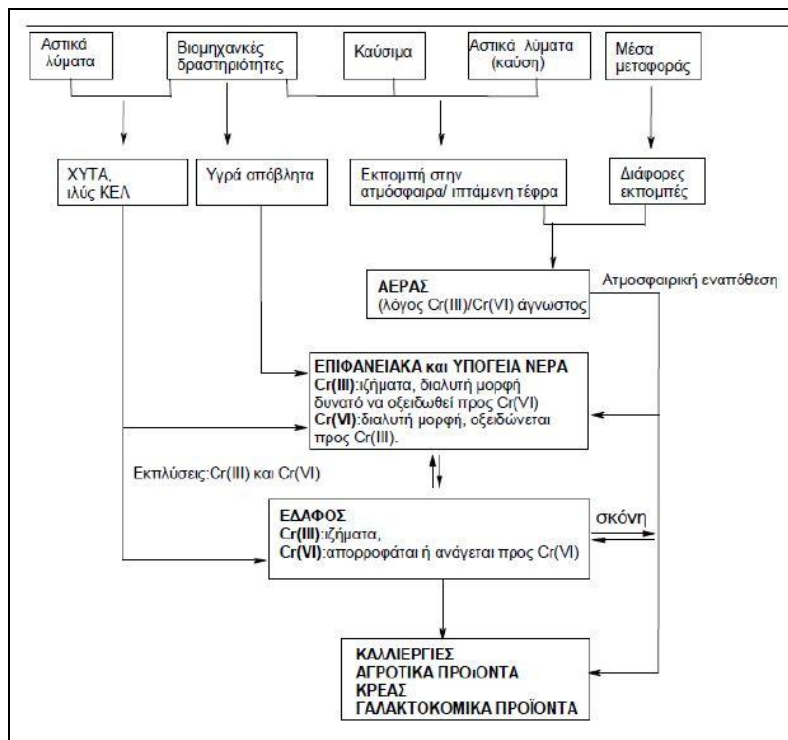 Αστικά
λύματα
Βιομηχανκές
δραστηριότητες
Καύσιμα
Αστικά λύματα
(καύση)
Μέσα
μεταφοράς
ΧΥΤΑ,
ιλύς ΚΕΛ
Υγρά απόβλητα
Εκπομπή στην
ατμόσφαιρα/ ιπτάμενη τέφρα
Διάφορες
εκπομπές
ΑΕΡΑΣ
(λόγος Cr(III)/Cr(VI) άγνωστος
Ατμοσφαιρική εναπόθεση
ΕΠΙΦΑΝΕΙΑΚΑ και ΥΠΟΓΕΙΑ ΝΕΡΑ
Cr(III):ιζήματα, διαλυτή μορφή
δυνατό να οξειδωθεί προς Cr(VI)
Cr(VI):διαλυτή μορφή, οξειδώνεται
προς Cr(III).
Εκπλύσεις:Cr(III) και Cr(VI)
ΕΔΑΦΟΣ
Cr(III):ιζήματα,
Cr(VI):απορροφάται ή ανάγεται προς Cr(VI)
σκόνη
ΚΑΛΛΙΕΡΓΙΕΣ
ΑΓΡΟΤΙΚΑ ΠΡΟιΟΝΤΑ
ΚΡΕΑΣ
ΓΑΛΑΚΤΟΚΟΜΙΚΑ ΠΡΟΪΟΝΤΑ